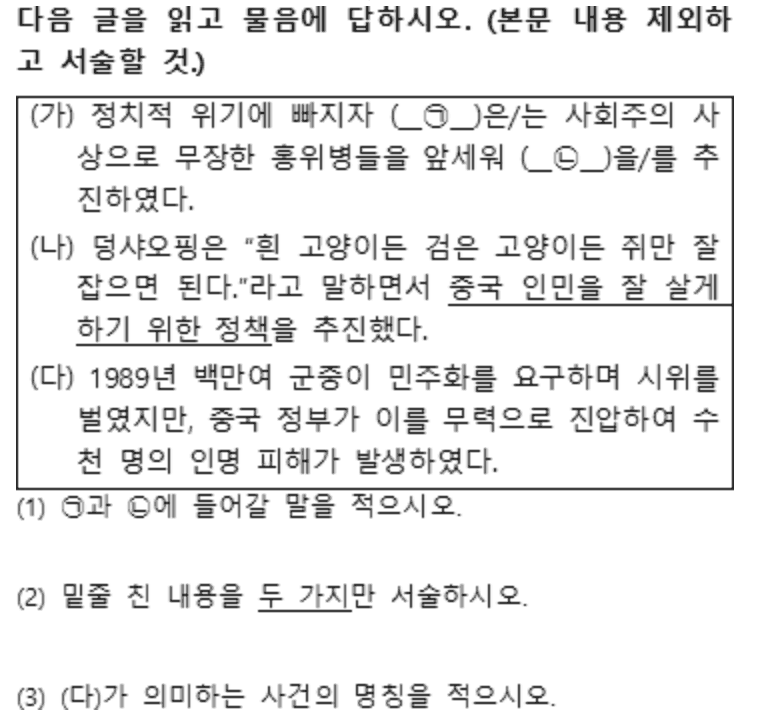 다음 글을 읽고 물음에 답하시오. (본문 내용 제외하
고 서술할 것.)
(가) 정치적 위기에 빠지자 (_㉠_)은/는 사회주의 사
상으로 무장한 홍위병들을 앞세워 (_㉡_)을/를 추
진하였다.
(나) 덩샤오핑은 “흰 고양이든 검은 고양이든 쥐만 잘
잡으면 된다.”라고 말하면서 중국 인민을 잘 살게
하기 위한 정책을 추진했다.
(다) 1989년 백만여 군중이 민주화를 요구하며 시위를
벌였지만, 중국 정부가 이를 무력으로 진압하여 수
천 명의 인명 피해가 발생하였다.
(1) ㉠과 ㉡에 들어갈 말을 적으시오.
(2) 밑줄 친 내용을 두 가지만 서술하시오.
(3) (다)가 의미하는 사건의 명칭을 적으시오.